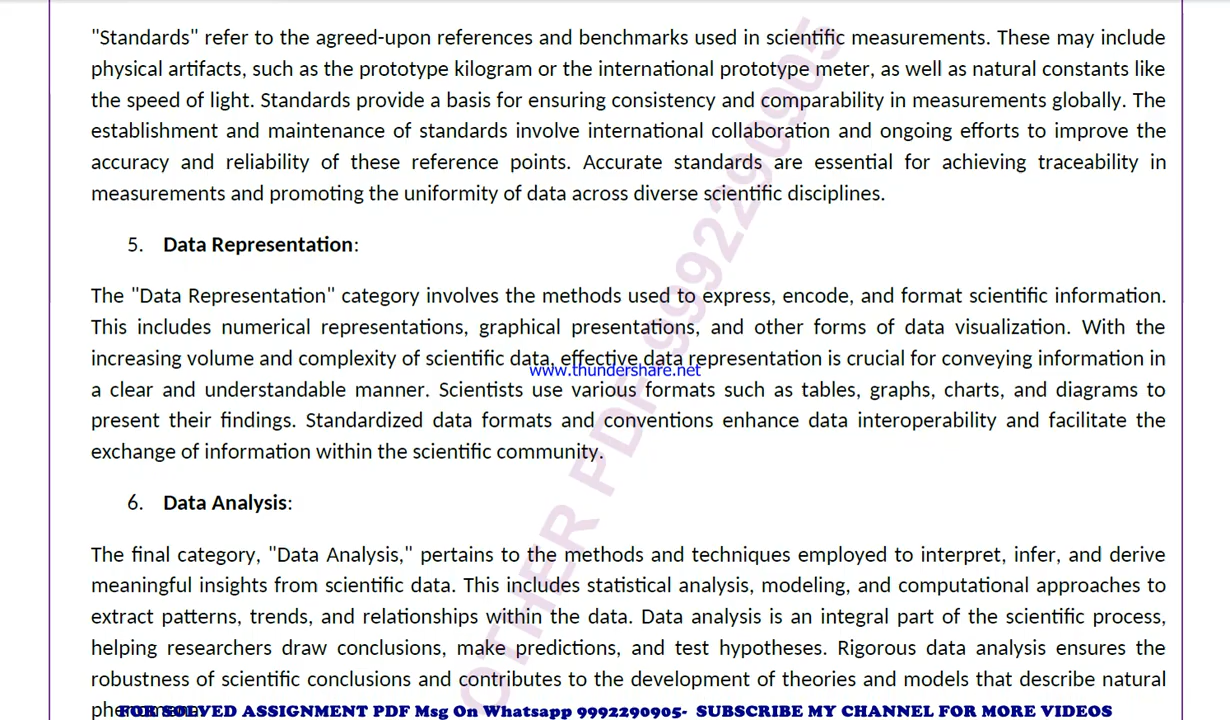 "Standards" refer to the agreed-upon references and benchmarks used in scientific measurements. These may include
physical artifacts, such as the prototype kilogram or the international prototype meter, as well as natural constants like
the speed of light. Standards provide a basis for ensuring consistency and comparability in measurements globally. The
establishment and maintenance of standards involve international collaboration and ongoing efforts to improve the
accuracy and reliability of these reference points. Accurate standards are essential for achieving traceability in
measurements and promoting the uniformity of data across diverse scientific disciplines.
5. Data Representation:
The "Data Representation" category involves the methods used to express, encode, and format scientific information.
This includes numerical representations, graphical presentations, and other forms of data visualization. With the
increasing volume and complexity of scientific data, effective data representation is crucial for conveying information in
www.thundershare.net
a clear and understandable manner. Scientists use various formats such as tables, graphs, charts, and diagrams to
present their findings. Standardized data formats and conventions enhance data interoperability and facilitate the
exchange of information within the scientific community.
6. Data Analysis:
The final category, "Data Analysis," pertains to the methods and techniques employed to interpret, infer, and derive
meaningful insights from scientific data. This includes statistical analysis, modeling, and computational approaches to
extract patterns, trends, and relationships within the data. Data analysis is an integral part of the scientific process,
helping researchers draw conclusions, make predictions, and test hypotheses. Rigorous data analysis ensures the
robustness of scientific conclusions and contributes to the development of theories and models that describe natural
FOR SOLVED ASSIGNMENT PDF Msg On Whatsapp 9992290905- SUBSCRIBE MY CHANNEL FOR MORE VIDEOS
OTHER PDF 9992290905